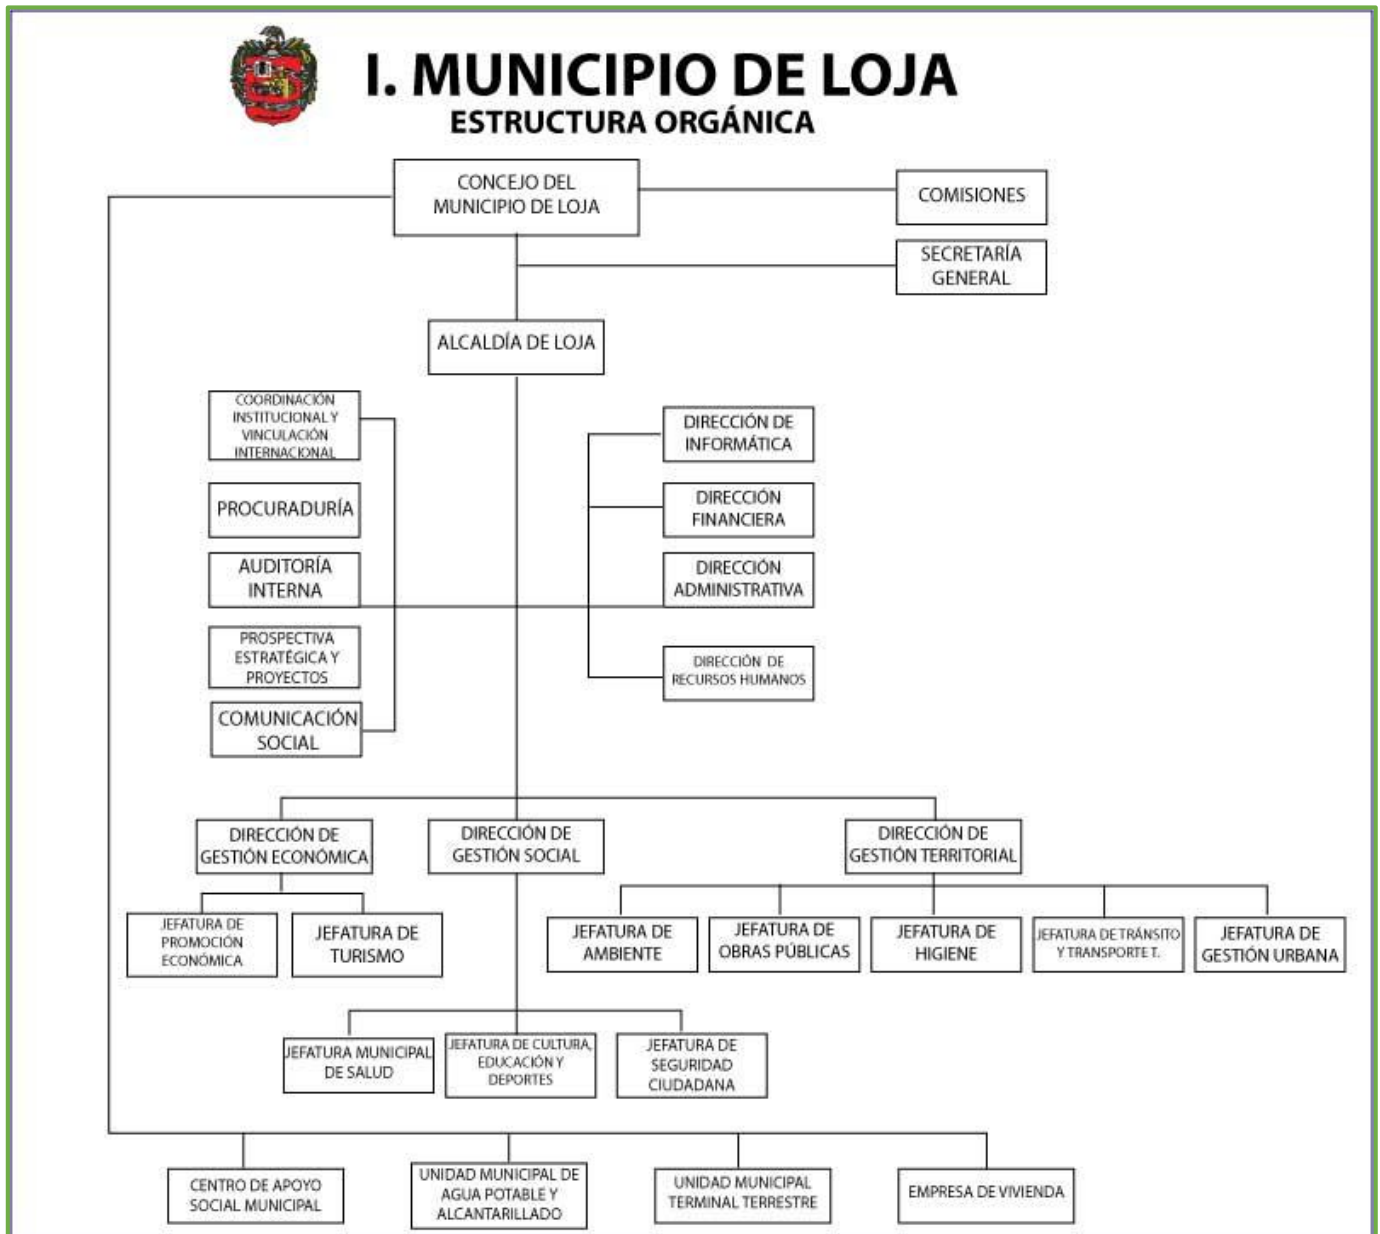 I. MUNICIPIO DE LOJA
ESTRUCTURA ORGÁNICA
CONCEJO DEL
MUNICIPIO DE LOJA
COMISIONES
SECRETARÍA
GENERAL
ALCALDÍA DE LOJA
COORDINACIÓN
INSTITUCIONAL Y
VINCULACIÓN
INTERNACIONAL
PROCURADURÍA
AUDITORÍA
INTERNA
PROSPECTIVA
ESTRATÉGICA Y
PROYECTOS
COMUNICACIÓN
SOCIAL
DIRECCIÓN DE
INFORMÁTICA
DIRECCIÓN
FINANCIERA
DIRECCIÓN
ADMINISTRATIVA
DIRECCIÓN DE
RECURSOS HUMANOS
DIRECCIÓN DE
GESTIÓN ECONÓMICA
DIRECCIÓN DE
GESTIÓN SOCIAL
DIRECCIÓN DE
GESTIÓN TERRITORIAL
JEFATURA DE
PROMOCIÓN
ECONÓMICA
JEFATURA DE
TURISMO
JEFATURA DE
AMBIENTE
JEFATURA DE
OBRAS PÚBLICAS
JEFATURA DE
HIGIENE
JEFATURA DE TRÁNSITO
Y TRANSPORTE T.
JEFATURA DE
GESTIÓN URBANA
JEFATURA MUNICIPAL
DE SALUD
JEFATURA DE CULTURA,
EDUCACIÓN Y
DEPORTES
JEFATURA DE
SEGURIDAD
CIUDADANA
CENTRO DE APOYO
SOCIAL MUNICIPAL
UNIDAD MUNICIPAL DE
AGUA POTABLE Y
ALCANTARILLADO
UNIDAD MUNICIPAL
TERMINAL TERRESTRE
EMPRESA DE VIVIENDA